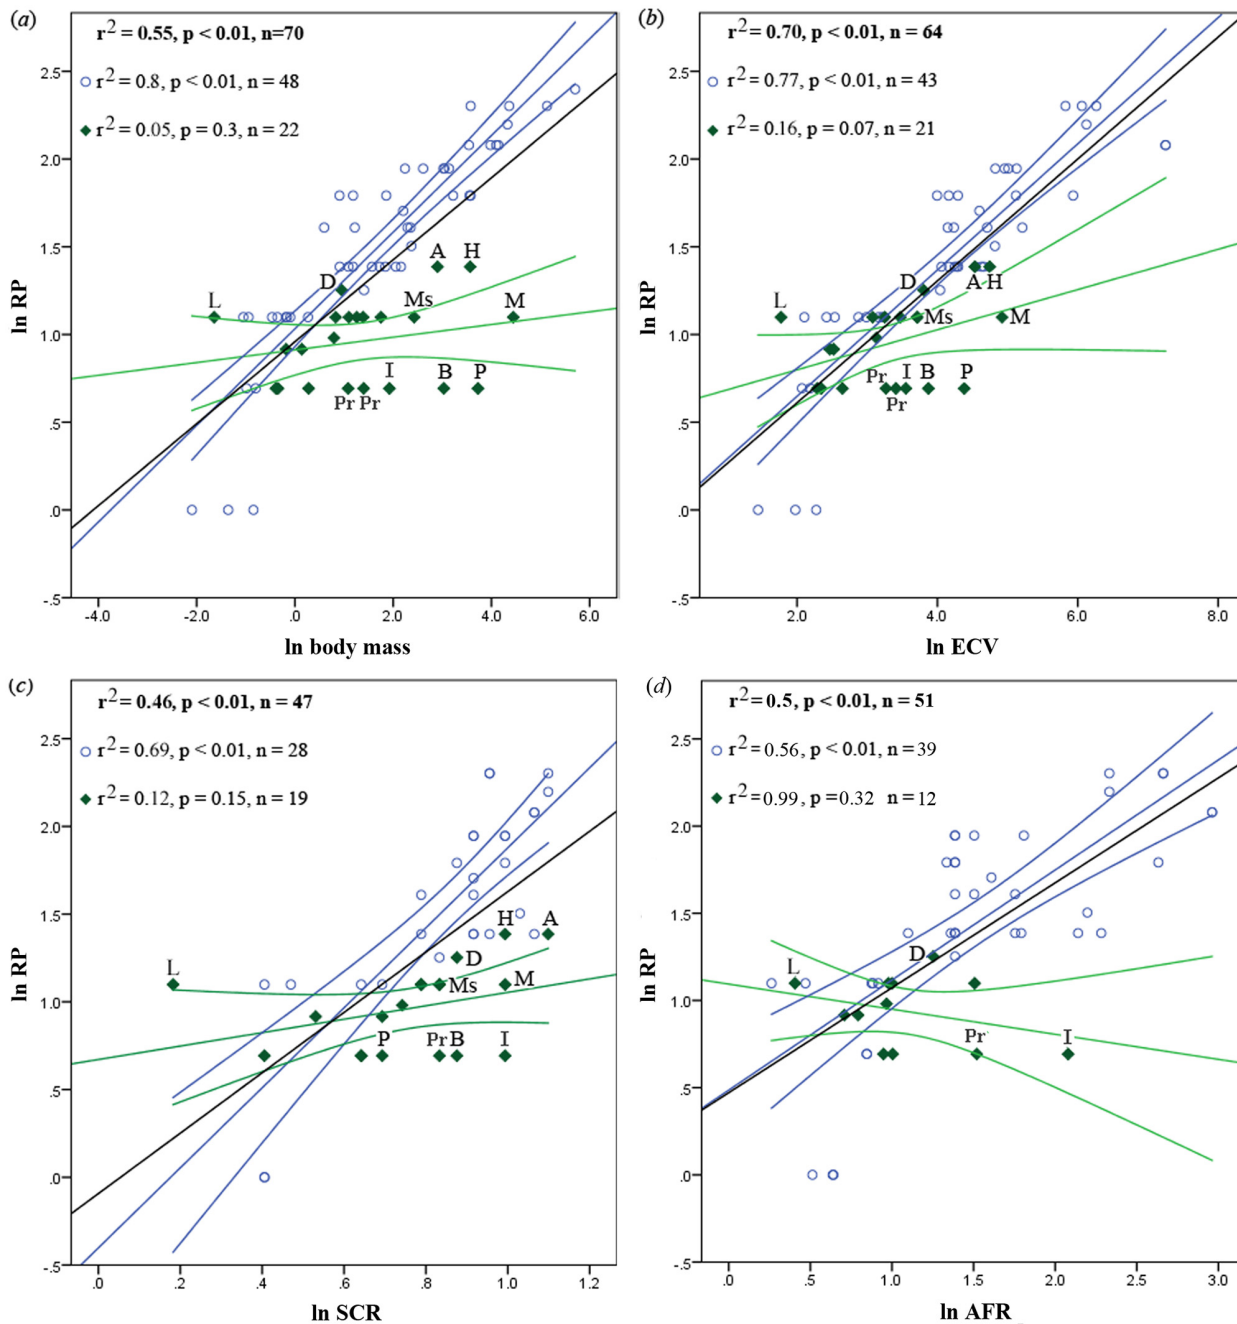 (a)
r2 = 0.55, p < 0.01, n=70
r2 = 0.8, p < 0.01, n = 48
r2 = 0.05, p = 0.3, n = 22
2.5
2.0
1.5
1.0
.5
.0
-.5
ln RP
L
D
A
H
Ms
M
Pr
Pr
I
B
P
-4.0
-2.0
.0
2.0
4.0
6.0
ln body mass
(b)
r2 = 0.70, p < 0.01, n = 64
r2 = 0.77, p < 0.01, n = 43
r2 = 0.16, p = 0.07, n = 21
2.5
2.0
1.5
1.0
.5
.0
-.5
ln RP
L
D
A
H
Ms
M
Pr
Pr
I
B
P
2.0
4.0
6.0
8.0
ln ECV
(c)
r2 = 0.46, p < 0.01, n = 47
r2 = 0.69, p < 0.01, n = 28
r2 = 0.12, p = 0.15, n = 19
2.5
2.0
1.5
1.0
.5
.0
-.5
ln RP
L
H
A
D
Ms
M
P
Pr
B
I
.0
.2
.4
.6
.8
1.0
1.2
ln SCR
(d)
r2 = 0.5, p < 0.01, n = 51
r2 = 0.56, p < 0.01, n = 39
r2 = 0.99, p = 0.32 n = 12
2.5
2.0
1.5
1.0
.5
.0
-.5
ln RP
L
D
Pr
I
.0
.5
1.0
1.5
2.0
2.5
3.0
ln AFR